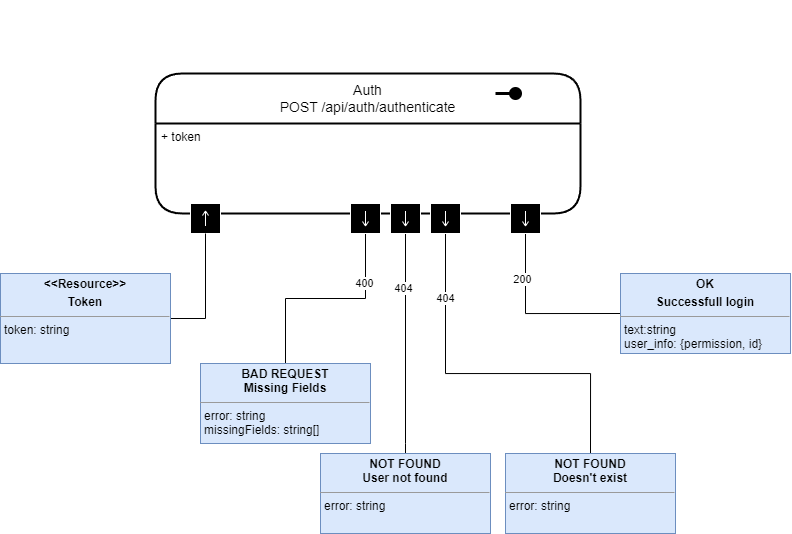 Auth
POST /api/auth/authenticate
+ token
400
404
404
200
<<Resource>>
Token
token: string
OK
Successfull login
text:string
user_info: {permission, id}
BAD REQUEST
Missing Fields
error: string
missingFields: string[]
NOT FOUND
User not found
error: string
NOT FOUND
Doesn't exist
error: string